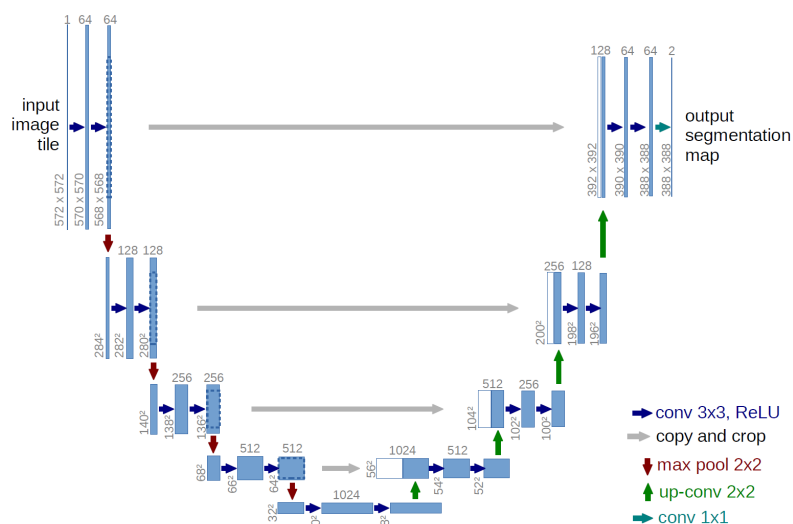 1 64 64
128 64 64 2
input
image
tile
output
segmentation
map
572 x 572
570 x 570
568 x 568
392 x 392
390 x 390
388 x 388
388 x 388
128 128
256 128
284²
282²
280²
200²
198²
196²
256 256
512 256
140²
138²
136²
104²
102²
100²
512 512
1024 512
68²
66²
64²
56²
54²
52²
1024
32²
conv 3x3, ReLU
copy and crop
max pool 2x2
up-conv 2x2
conv 1x1